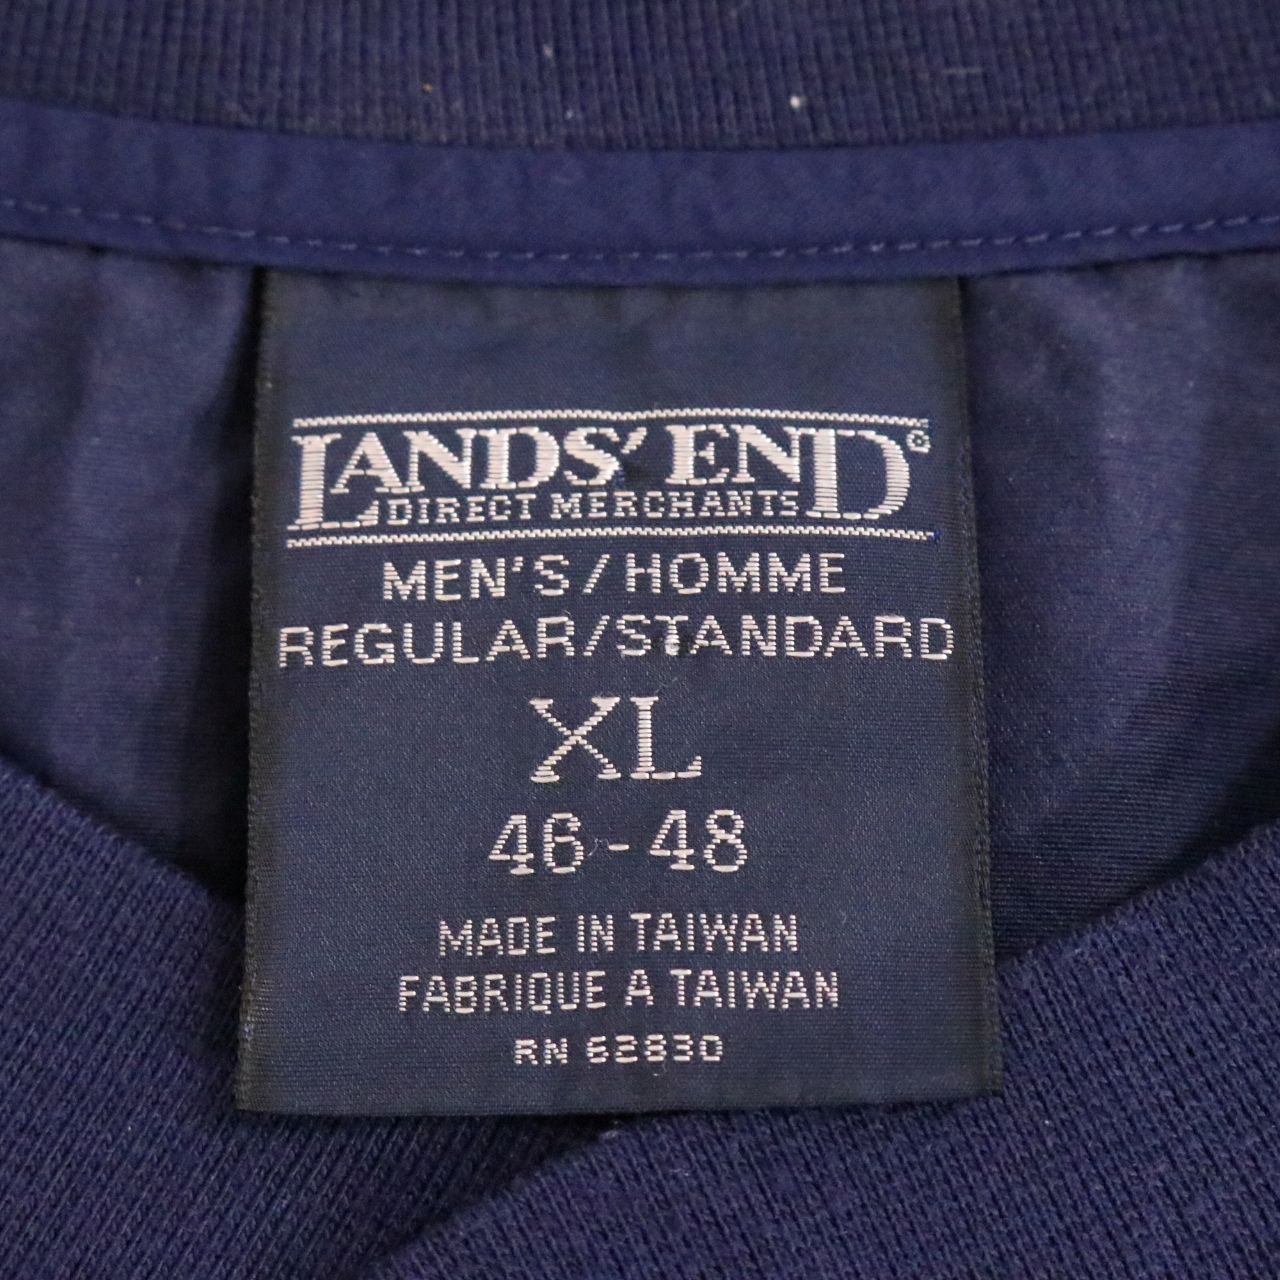 LANDS' END®
DIRECT MERCHANTS
MEN'S/HOMME
REGULAR/STANDARD
XL
46-48
MADE IN TAIWAN
FABRIQUE A TAIWAN
RN 62830